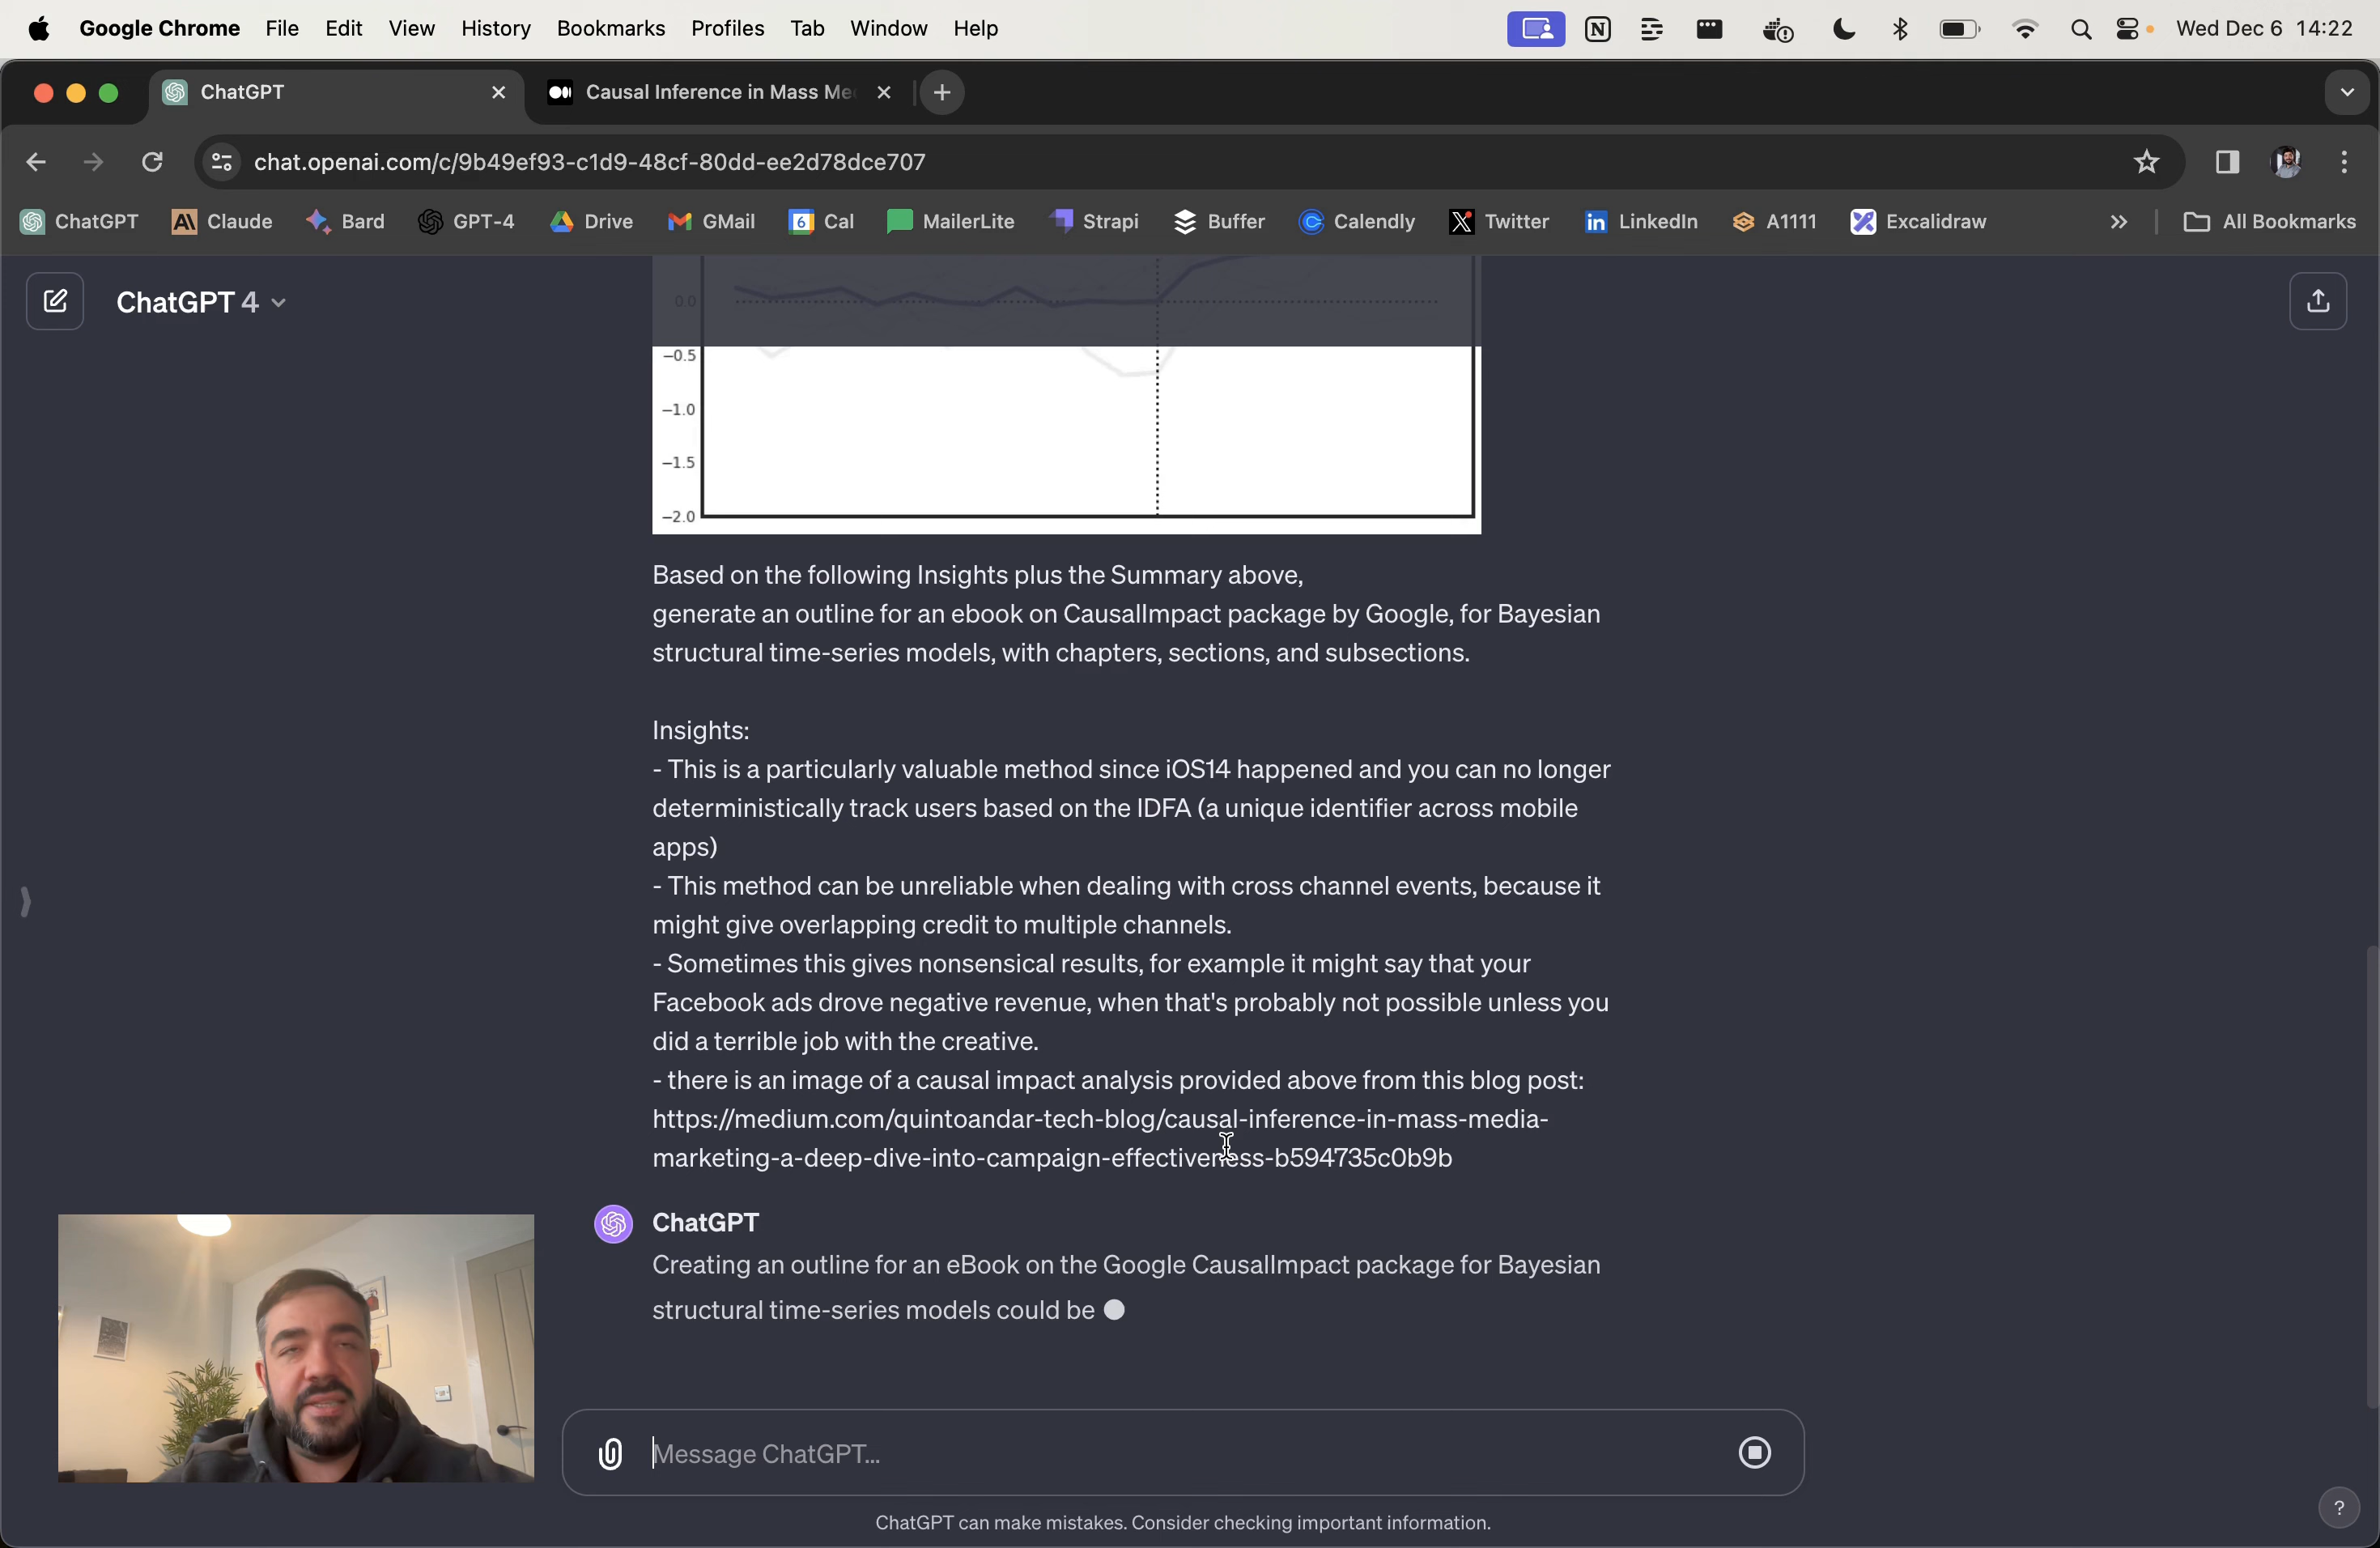 Google Chrome File Edit View History Bookmarks Profiles Tab Window Help Wed Dec 6 14:22
ChatGPT Causal Inference in Mass Me
chat.openai.com/c/9b49ef93-c1d9-48cf-80dd-ee2d78dce707
ChatGPT Claude Bard GPT-4 Drive GMail 6 Cal MailerLite Strapi Buffer Calendly Twitter LinkedIn A1111 Excalidraw » All Bookmarks
ChatGPT 4
0.0
−0.5
−1.0
−1.5
−2.0
Based on the following Insights plus the Summary above,
generate an outline for an ebook on CausalImpact package by Google, for Bayesian
structural time-series models, with chapters, sections, and subsections.
Insights:
- This is a particularly valuable method since iOS14 happened and you can no longer
deterministically track users based on the IDFA (a unique identifier across mobile
apps)
- This method can be unreliable when dealing with cross channel events, because it
might give overlapping credit to multiple channels.
- Sometimes this gives nonsensical results, for example it might say that your
Facebook ads drove negative revenue, when that's probably not possible unless you
did a terrible job with the creative.
- there is an image of a causal impact analysis provided above from this blog post:
https://medium.com/quintoandar-tech-blog/causal-inference-in-mass-media-
marketing-a-deep-dive-into-campaign-effectiveness-b594735c0b9b
ChatGPT
Creating an outline for an eBook on the Google CausalImpact package for Bayesian
structural time-series models could be
Message ChatGPT...
ChatGPT can make mistakes. Consider checking important information.
?